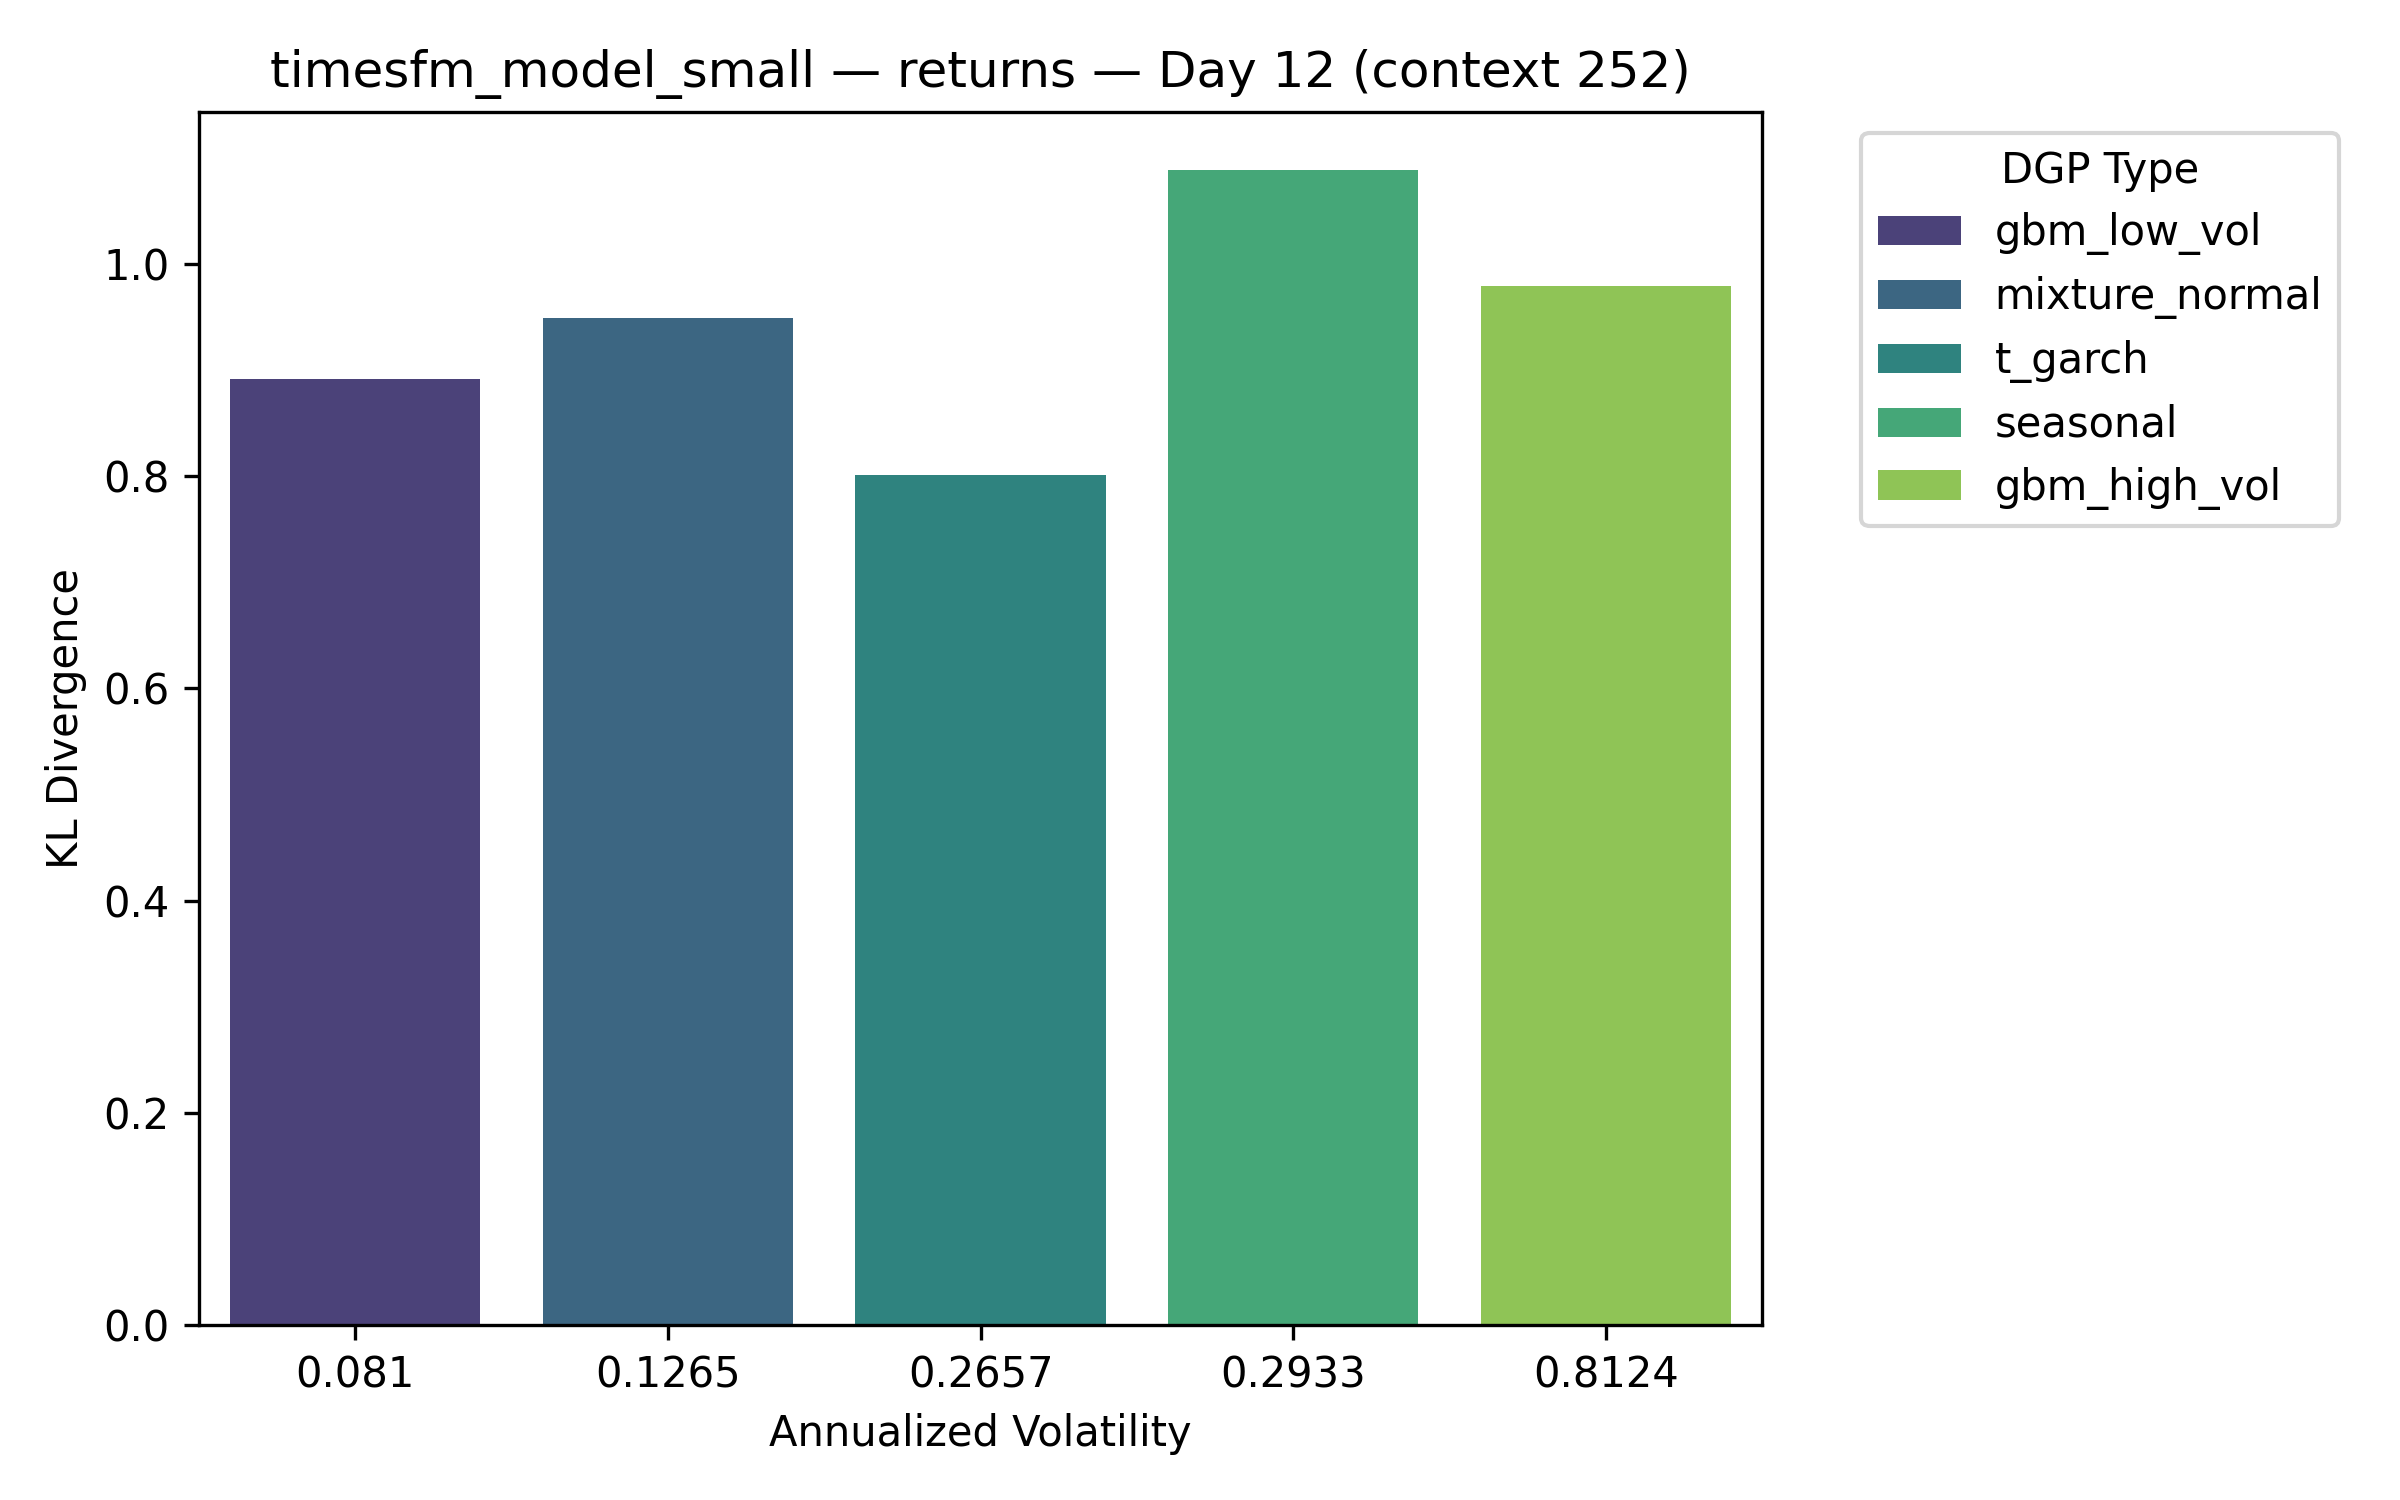 timesfm_model_small — returns — Day 12 (context 252)
DGP Type
gbm_low_vol
mixture_normal
t_garch
seasonal
gbm_high_vol
KL Divergence
1.0
0.8
0.6
0.4
0.2
0.0
0.081 0.1265 0.2657 0.2933 0.8124
Annualized Volatility